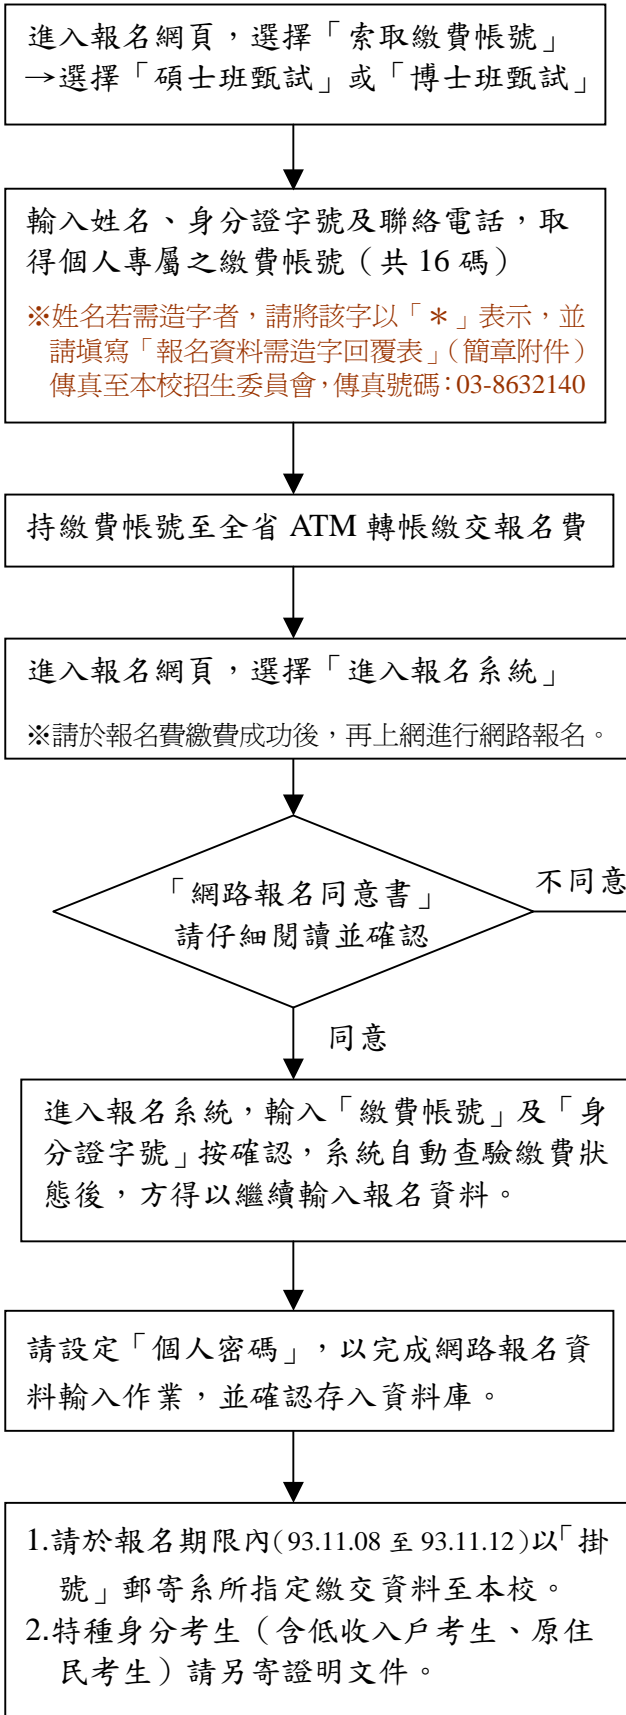 進入報名網頁，選擇「索取繳費帳號」
→選擇「碩士班甄試」或「博士班甄試」
輸入姓名、身分證字號及聯絡電話，取
得個人專屬之繳費帳號（共 16 碼）
※姓名若需造字者，請將該字以「＊」表示，並
請填寫「報名資料需造字回覆表」（簡章附件）
傳真至本校招生委員會，傳真號碼：03-8632140
持繳費帳號至全省 ATM 轉帳繳交報名費
進入報名網頁，選擇「進入報名系統」
※請於報名費繳費成功後，再上網進行網路報名。
「網路報名同意書」
請仔細閱讀並確認
不同意
同意
進入報名系統，輸入「繳費帳號」及「身
分證字號」按確認，系統自動查驗繳費狀
態後，方得以繼續輸入報名資料。
請設定「個人密碼」，以完成網路報名資
料輸入作業，並確認存入資料庫。
1.請於報名期限內(93.11.08 至 93.11.12)以「掛
號」郵寄系所指定繳交資料至本校。
2.特種身分考生（含低收入戶考生、原住
民考生）請另寄證明文件。